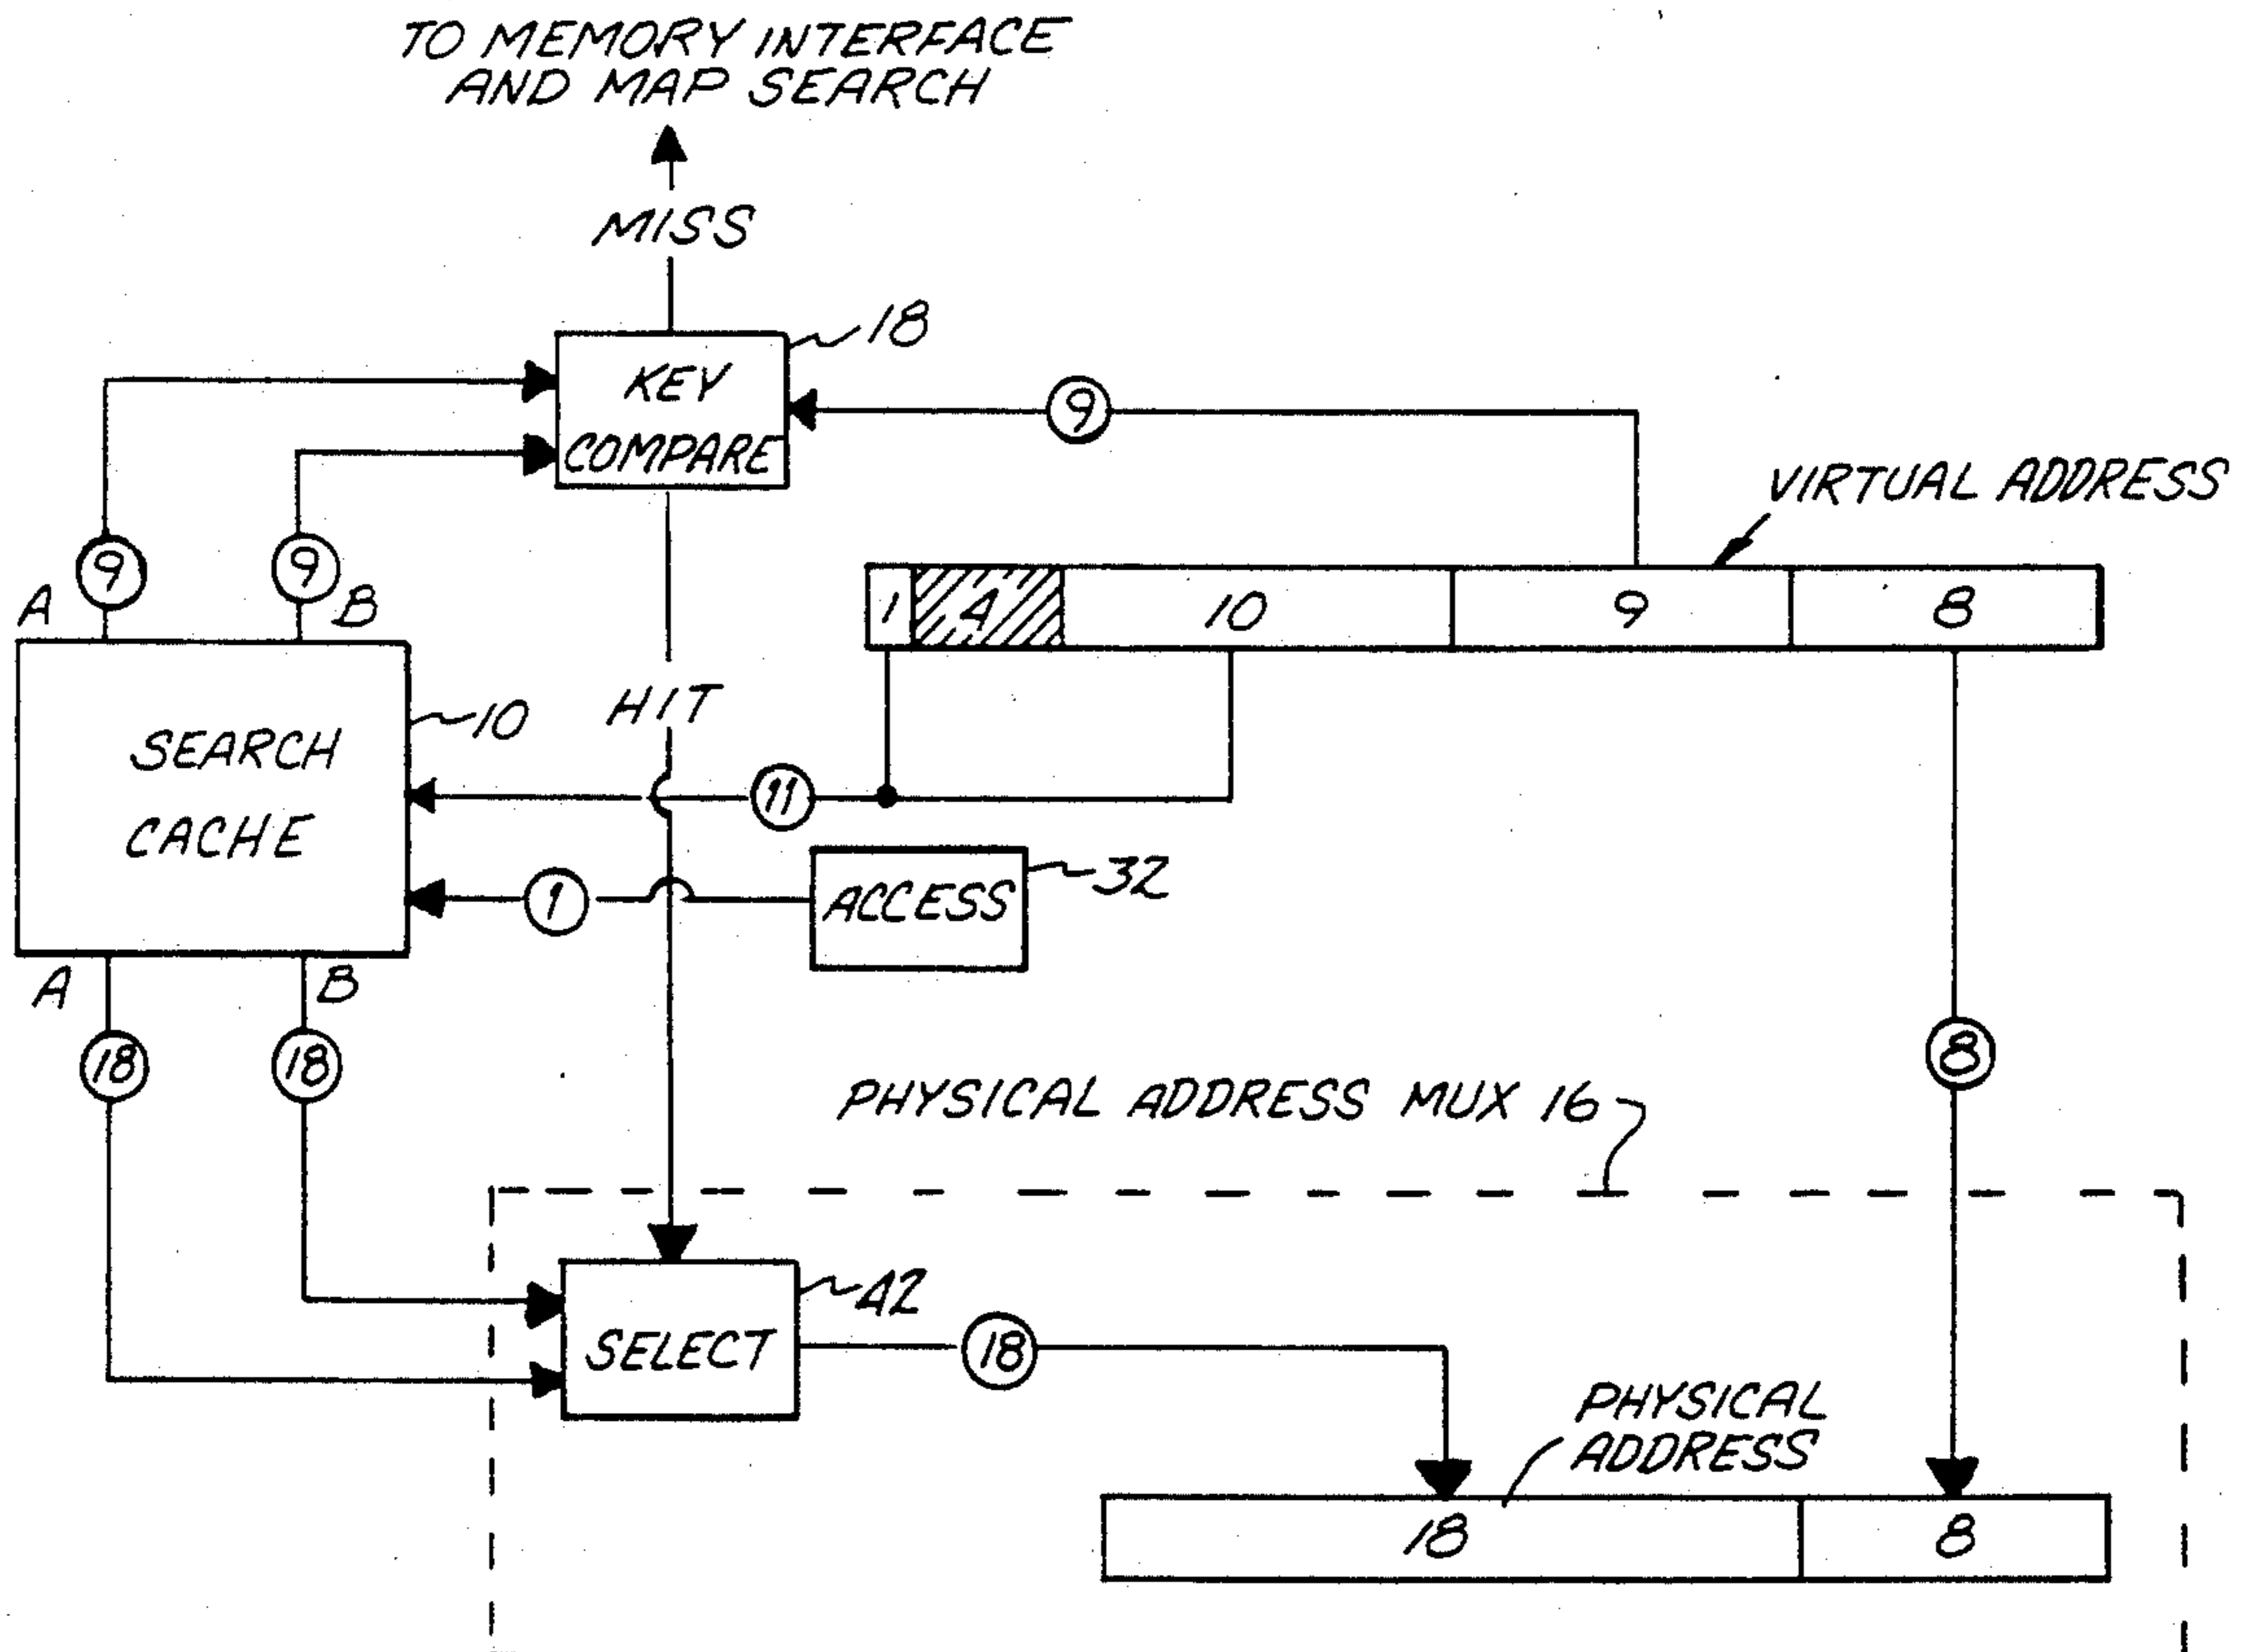 TO MEMORY INTERFACE
AND MAP SEARCH
MISS
18
KEY
COMPARE
9
VIRTUAL ADDRESS
9
9
A
B
1
4
10
9
8
10
HIT
SEARCH
CACHE
11
32
ACCESS
1
A
B
18
18
8
PHYSICAL ADDRESS MUX 16
42
SELECT
18
PHYSICAL
ADDRESS
18
8